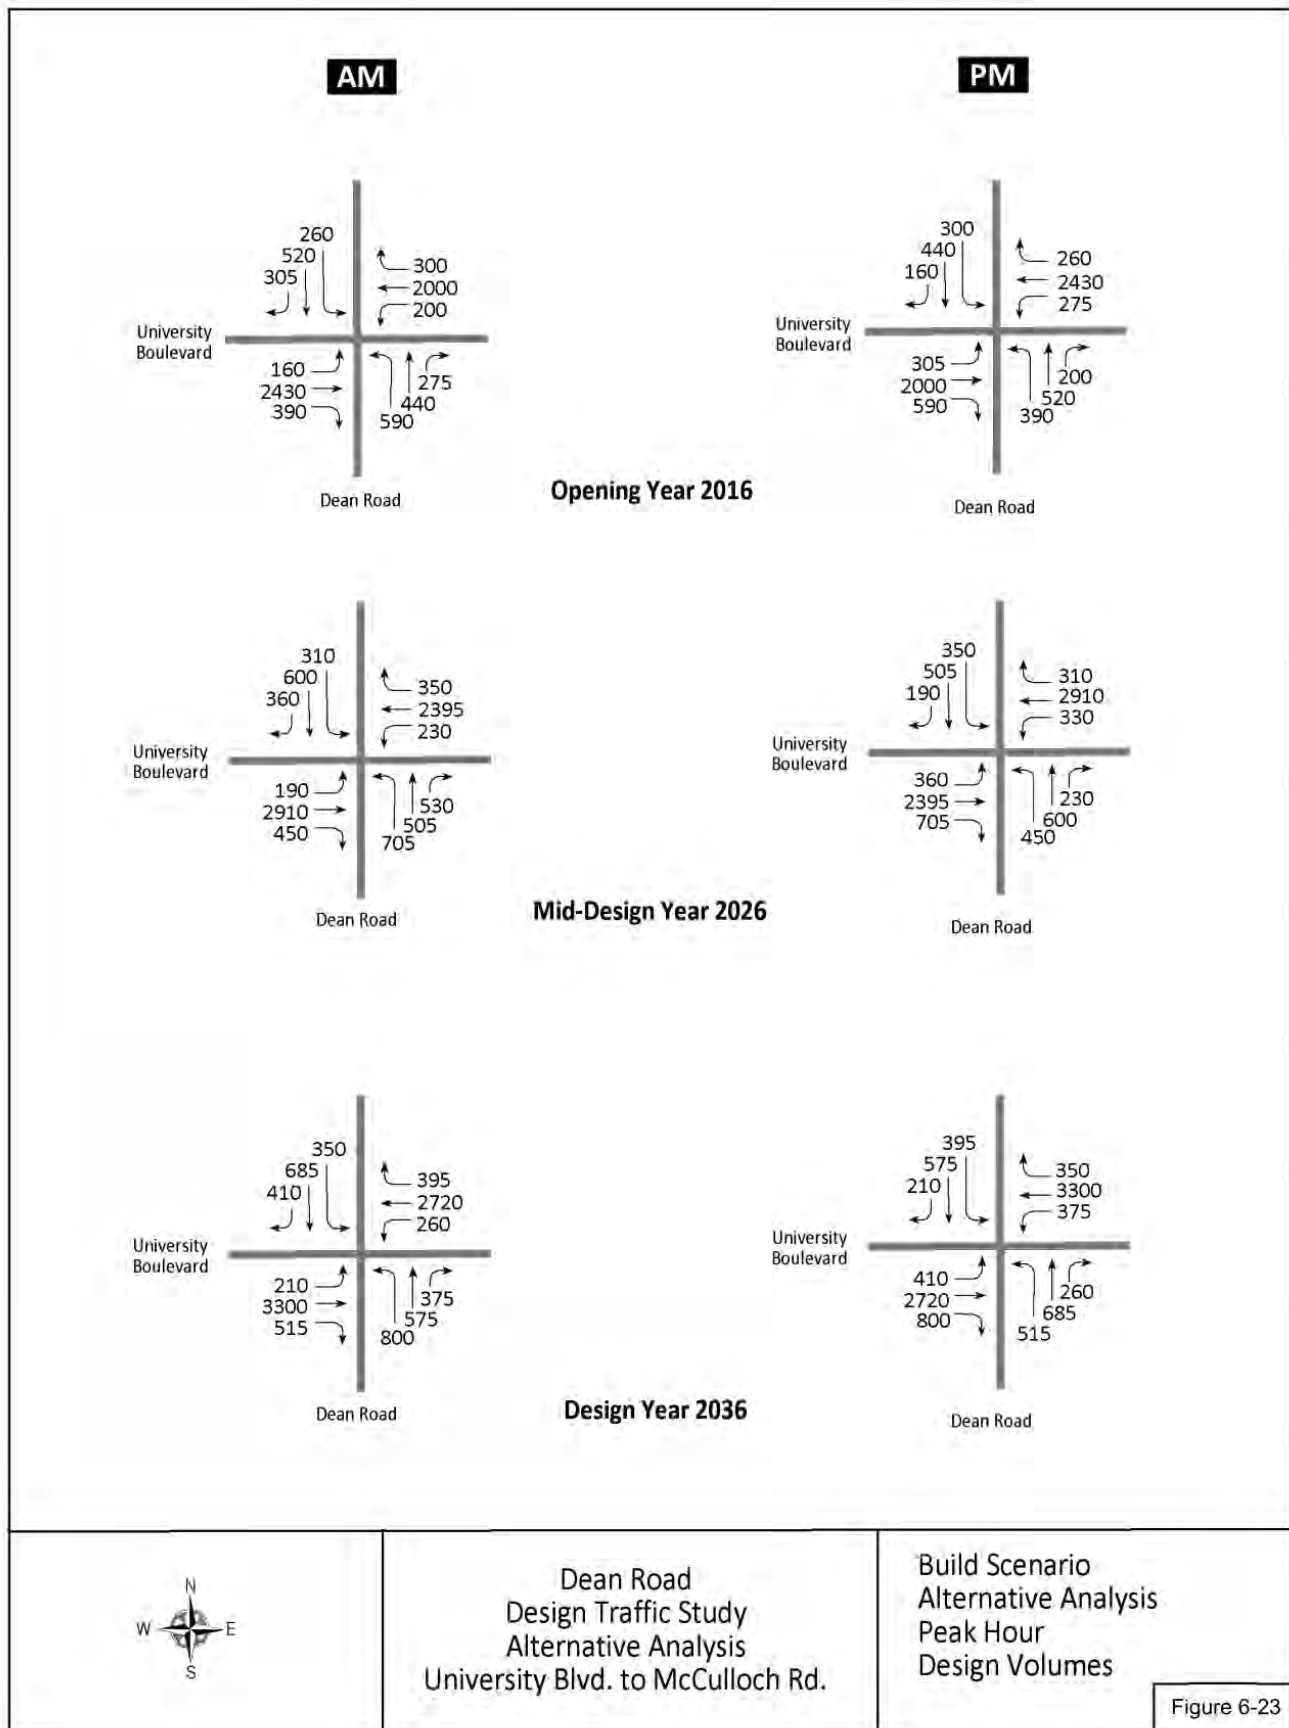 AM
PM
260
520
305
300
2000
200
University
Boulevard
160
2430
390
275
440
590
Dean Road
300
440
160
260
2430
275
University
Boulevard
305
2000
590
200
520
390
Dean Road
Opening Year 2016
310
600
360
350
2395
230
University
Boulevard
190
2910
450
530
505
705
Dean Road
350
505
190
310
2910
330
University
Boulevard
360
2395
705
230
600
450
Dean Road
Mid-Design Year 2026
350
685
410
395
2720
260
University
Boulevard
210
3300
515
375
575
800
Dean Road
395
575
210
350
3300
375
University
Boulevard
410
2720
800
260
685
515
Dean Road
Design Year 2036
N
W E
S
Dean Road
Design Traffic Study
Alternative Analysis
University Blvd. to McCulloch Rd.
Build Scenario
Alternative Analysis
Peak Hour
Design Volumes
Figure 6-23